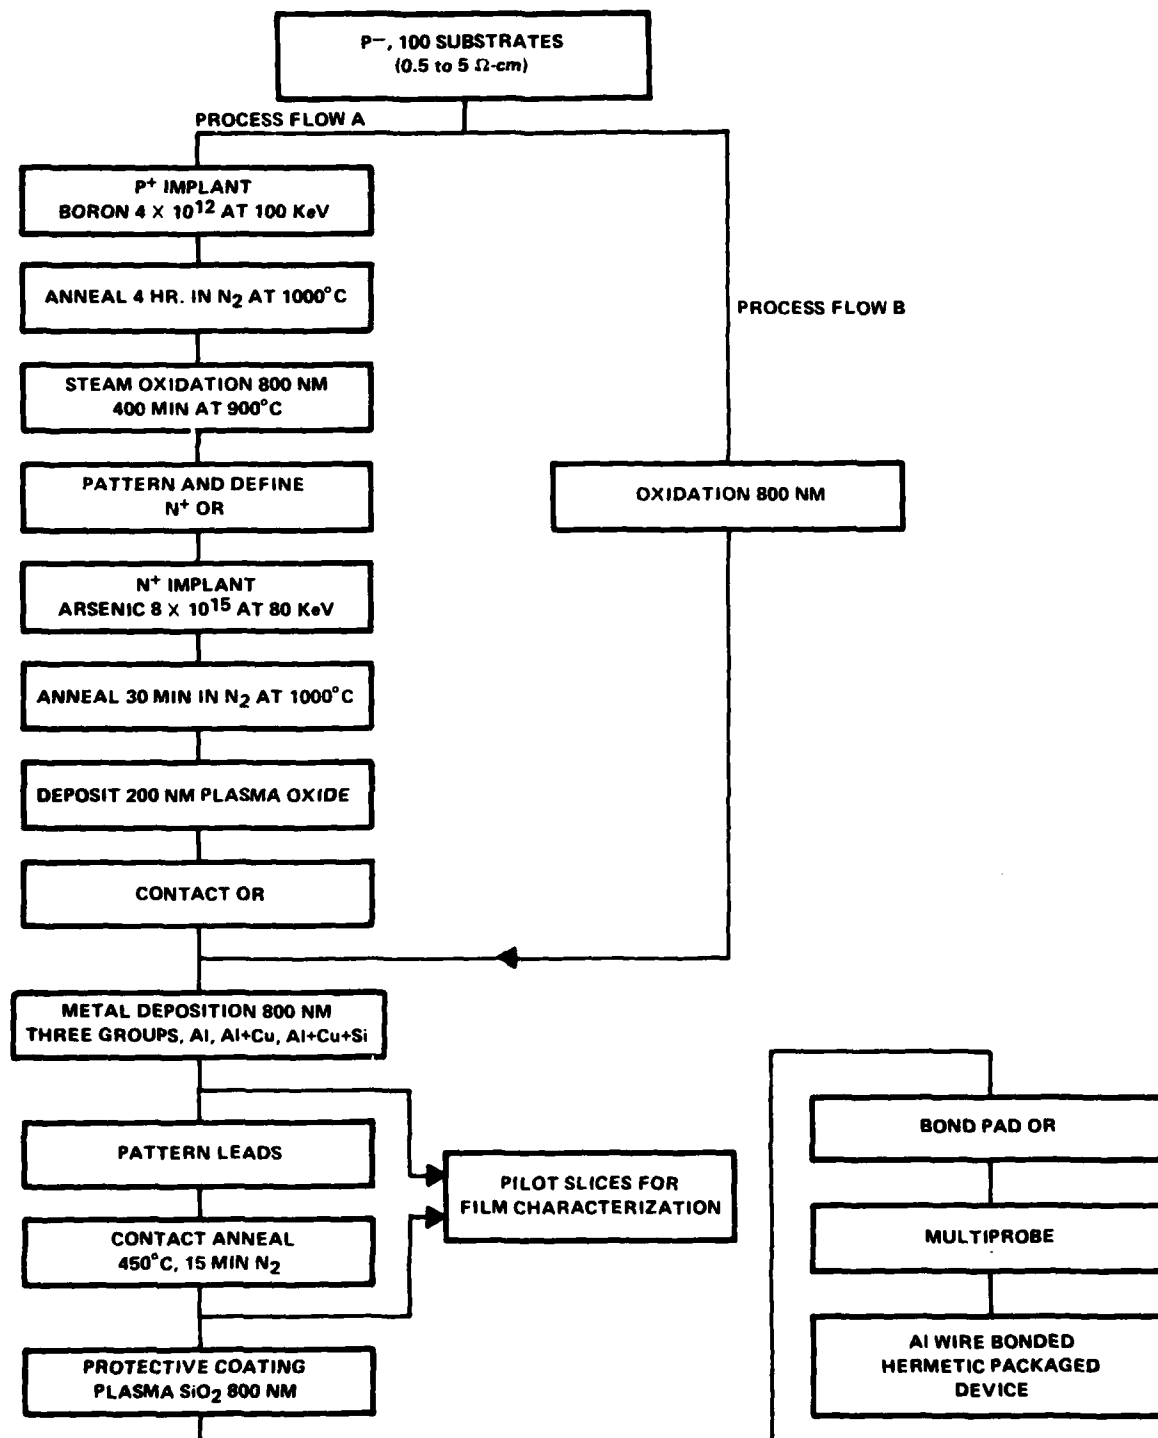 P−, 100 SUBSTRATES
(0.5 to 5 Ω-cm)
PROCESS FLOW A
P+ IMPLANT
BORON 4 × 10¹² AT 100 KeV
ANNEAL 4 HR. IN N₂ AT 1000°C
PROCESS FLOW B
STEAM OXIDATION 800 NM
400 MIN AT 900°C
PATTERN AND DEFINE
N+ OR
OXIDATION 800 NM
N+ IMPLANT
ARSENIC 8 × 10¹⁵ AT 80 KeV
ANNEAL 30 MIN IN N₂ AT 1000°C
DEPOSIT 200 NM PLASMA OXIDE
CONTACT OR
METAL DEPOSITION 800 NM
THREE GROUPS, Al, Al+Cu, Al+Cu+Si
PATTERN LEADS
PILOT SLICES FOR
FILM CHARACTERIZATION
CONTACT ANNEAL
450°C, 15 MIN N₂
PROTECTIVE COATING
PLASMA SiO₂ 800 NM
BOND PAD OR
MULTIPROBE
Al WIRE BONDED
HERMETIC PACKAGED
DEVICE